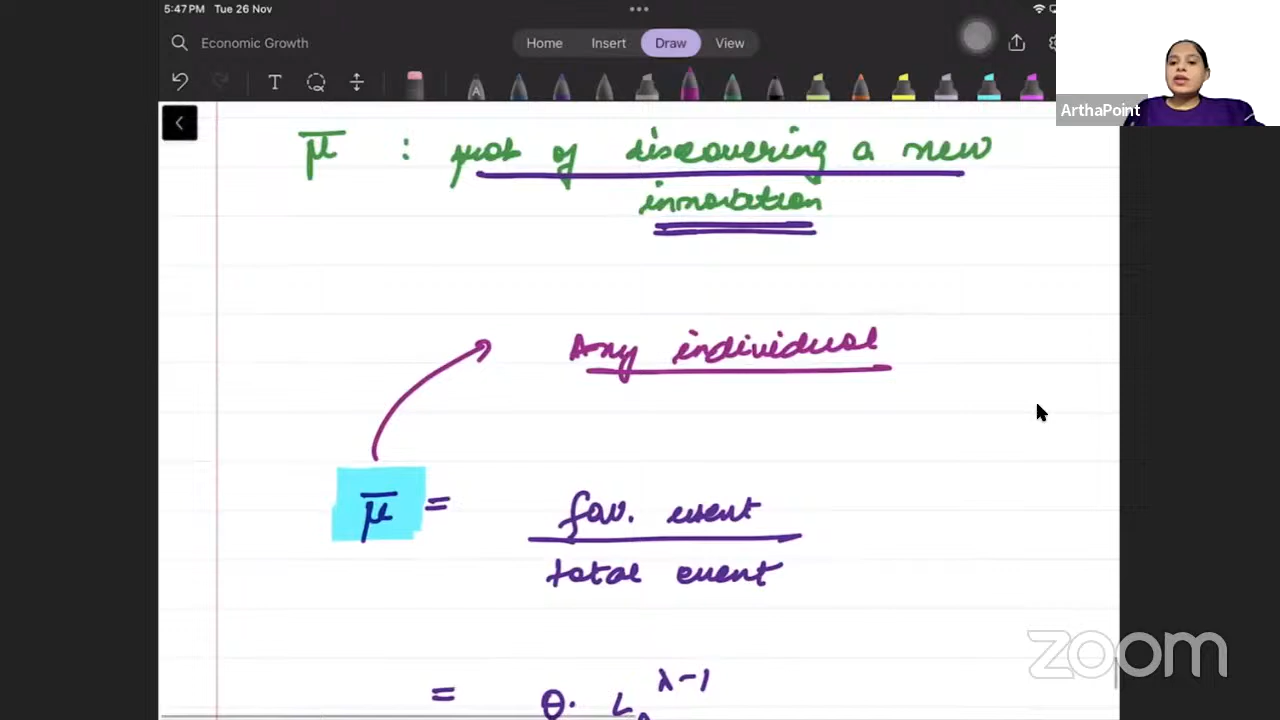 5:47 PM Tue 26 Nov
Economic Growth
Home Insert Draw View
ArthaPoint
μ̅ : prob of discovering a new
innovation
Any individual
μ̅ = fav. event
total event
= θ. L_A^{λ-1}
zoom